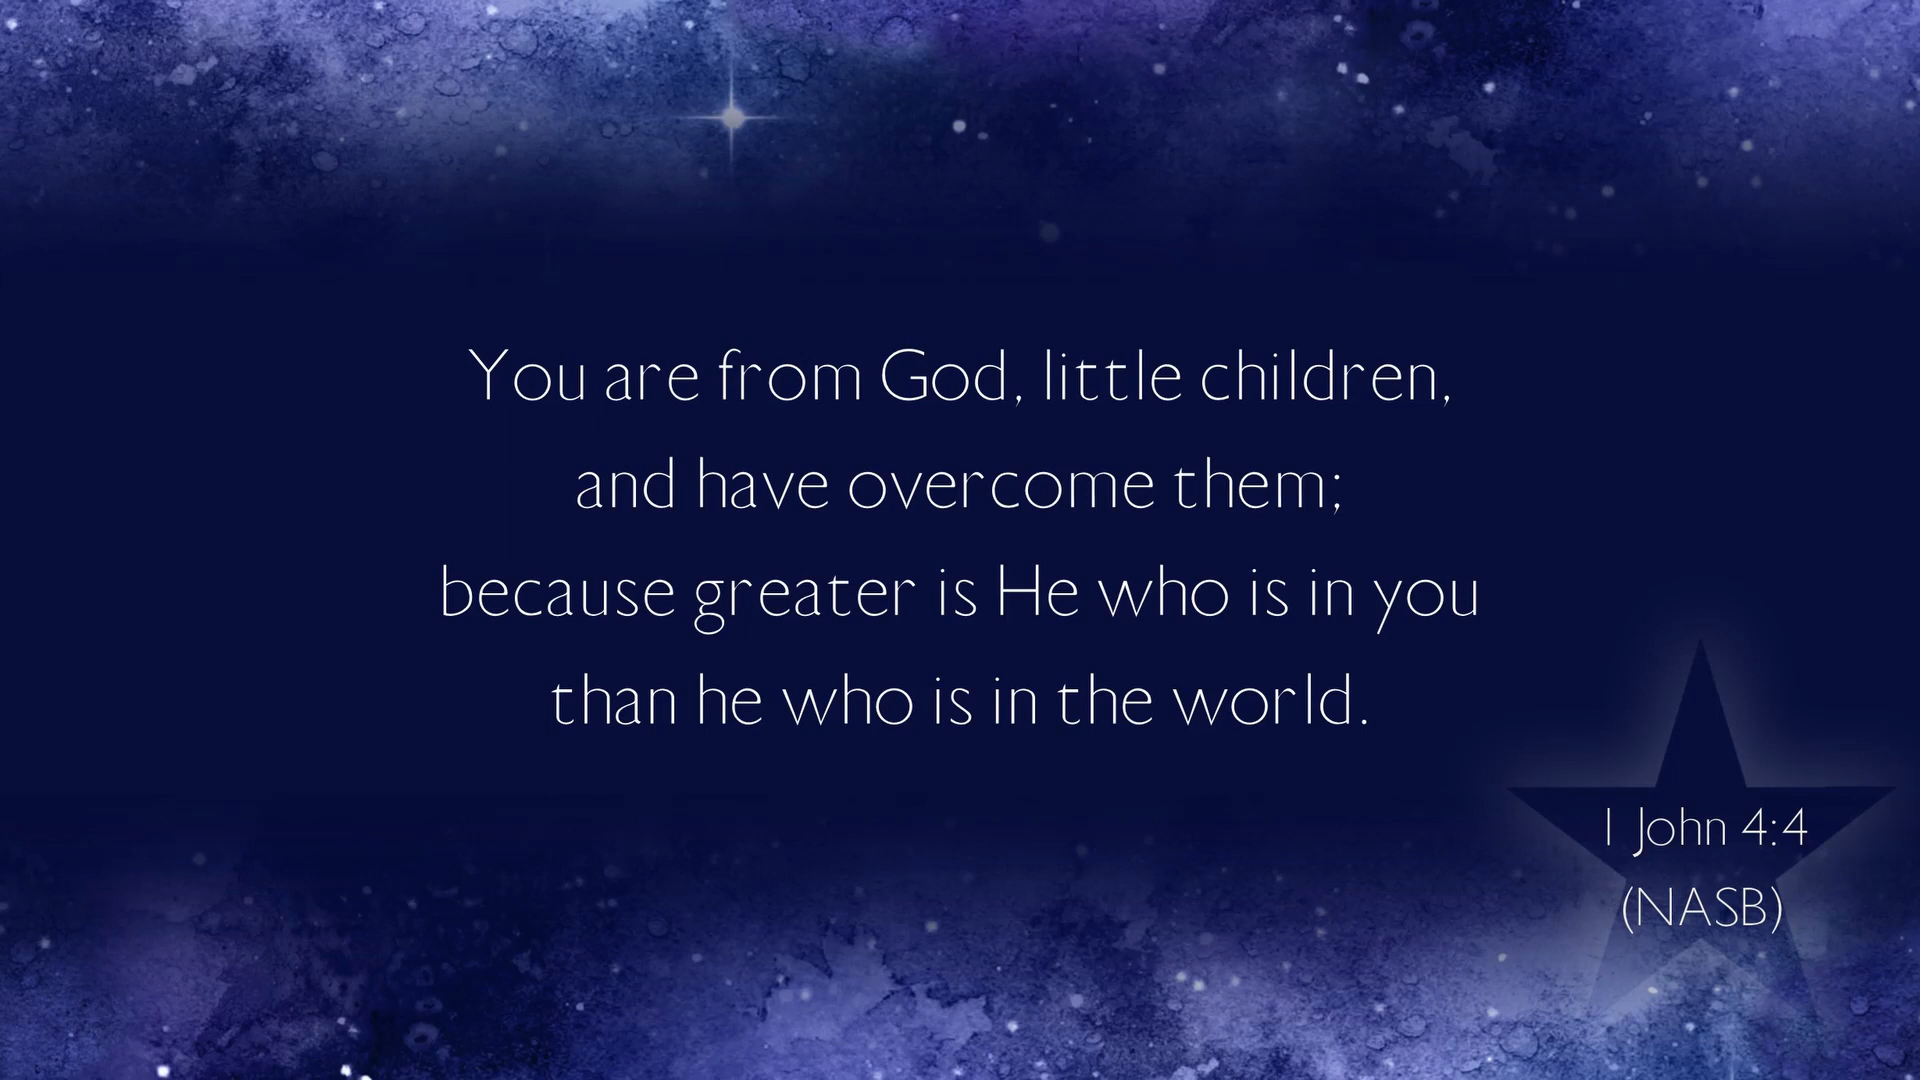 You are from God, little children,
and have overcome them;
because greater is He who is in you
than he who is in the world.
1 John 4:4
(NASB)